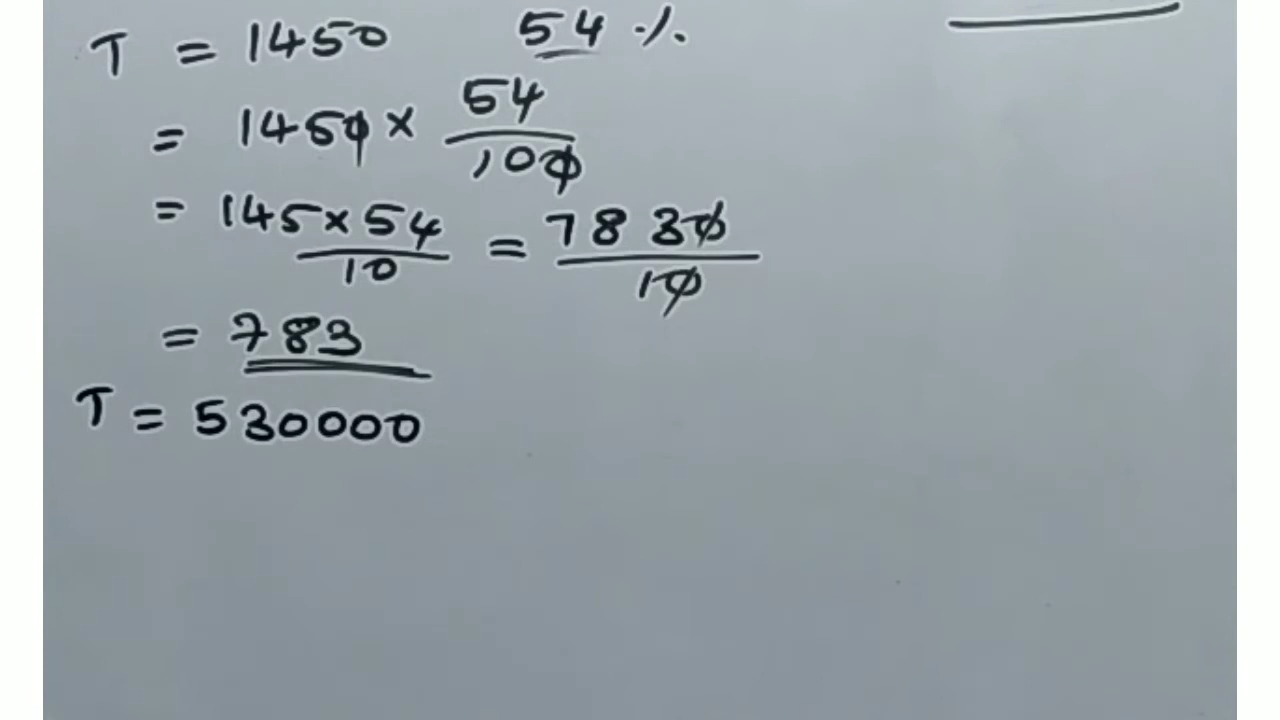 T = 1450 54 %
= 1450 × 54/100
= 145 × 54/10 = 7830/10
= 783
T = 530000